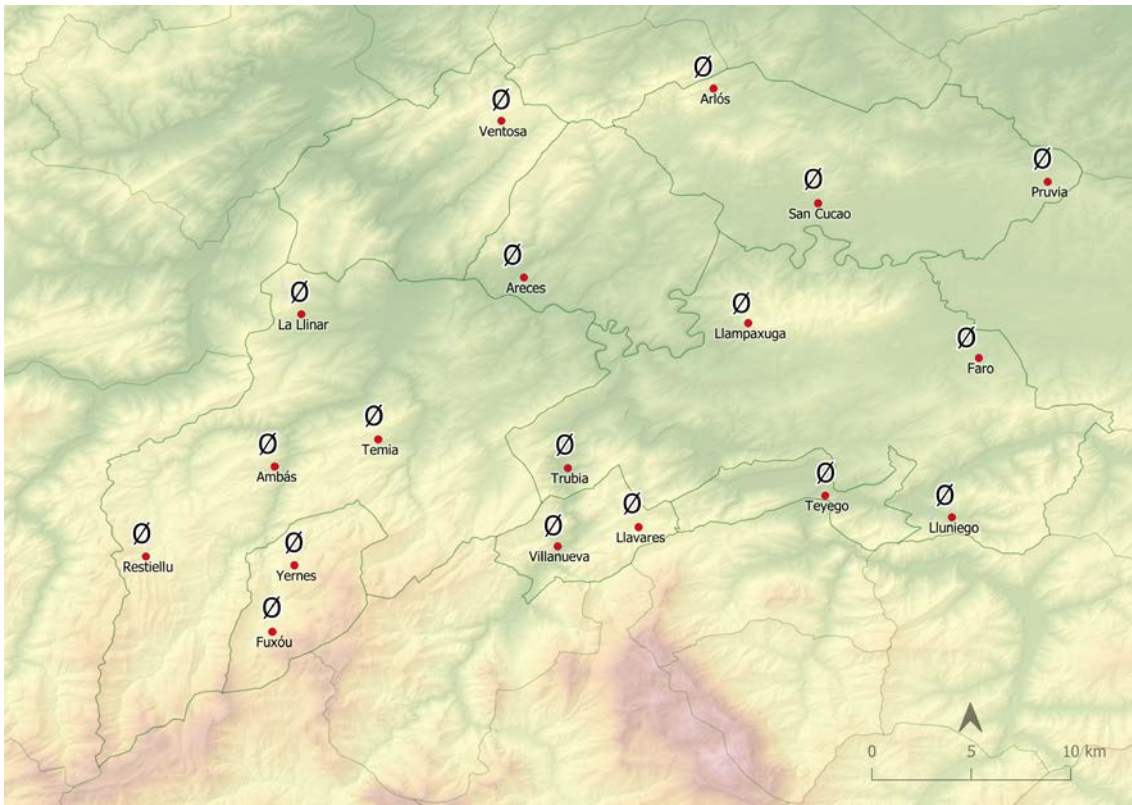 Ø
Arlós
Ø
Ventosa
Ø
Pruvia
Ø
San Cucao
Ø
Areces
Ø
La Llinar
Ø
Llampaxuga
Ø
Faro
Ø
Temia
Ø
Ambás
Ø
Trubia
Ø
Teyego
Ø
Lluniego
Ø
Llavares
Ø
Villanueva
Ø
Restiellu
Ø
Yernes
Ø
Fuxóu
0 5 10 km